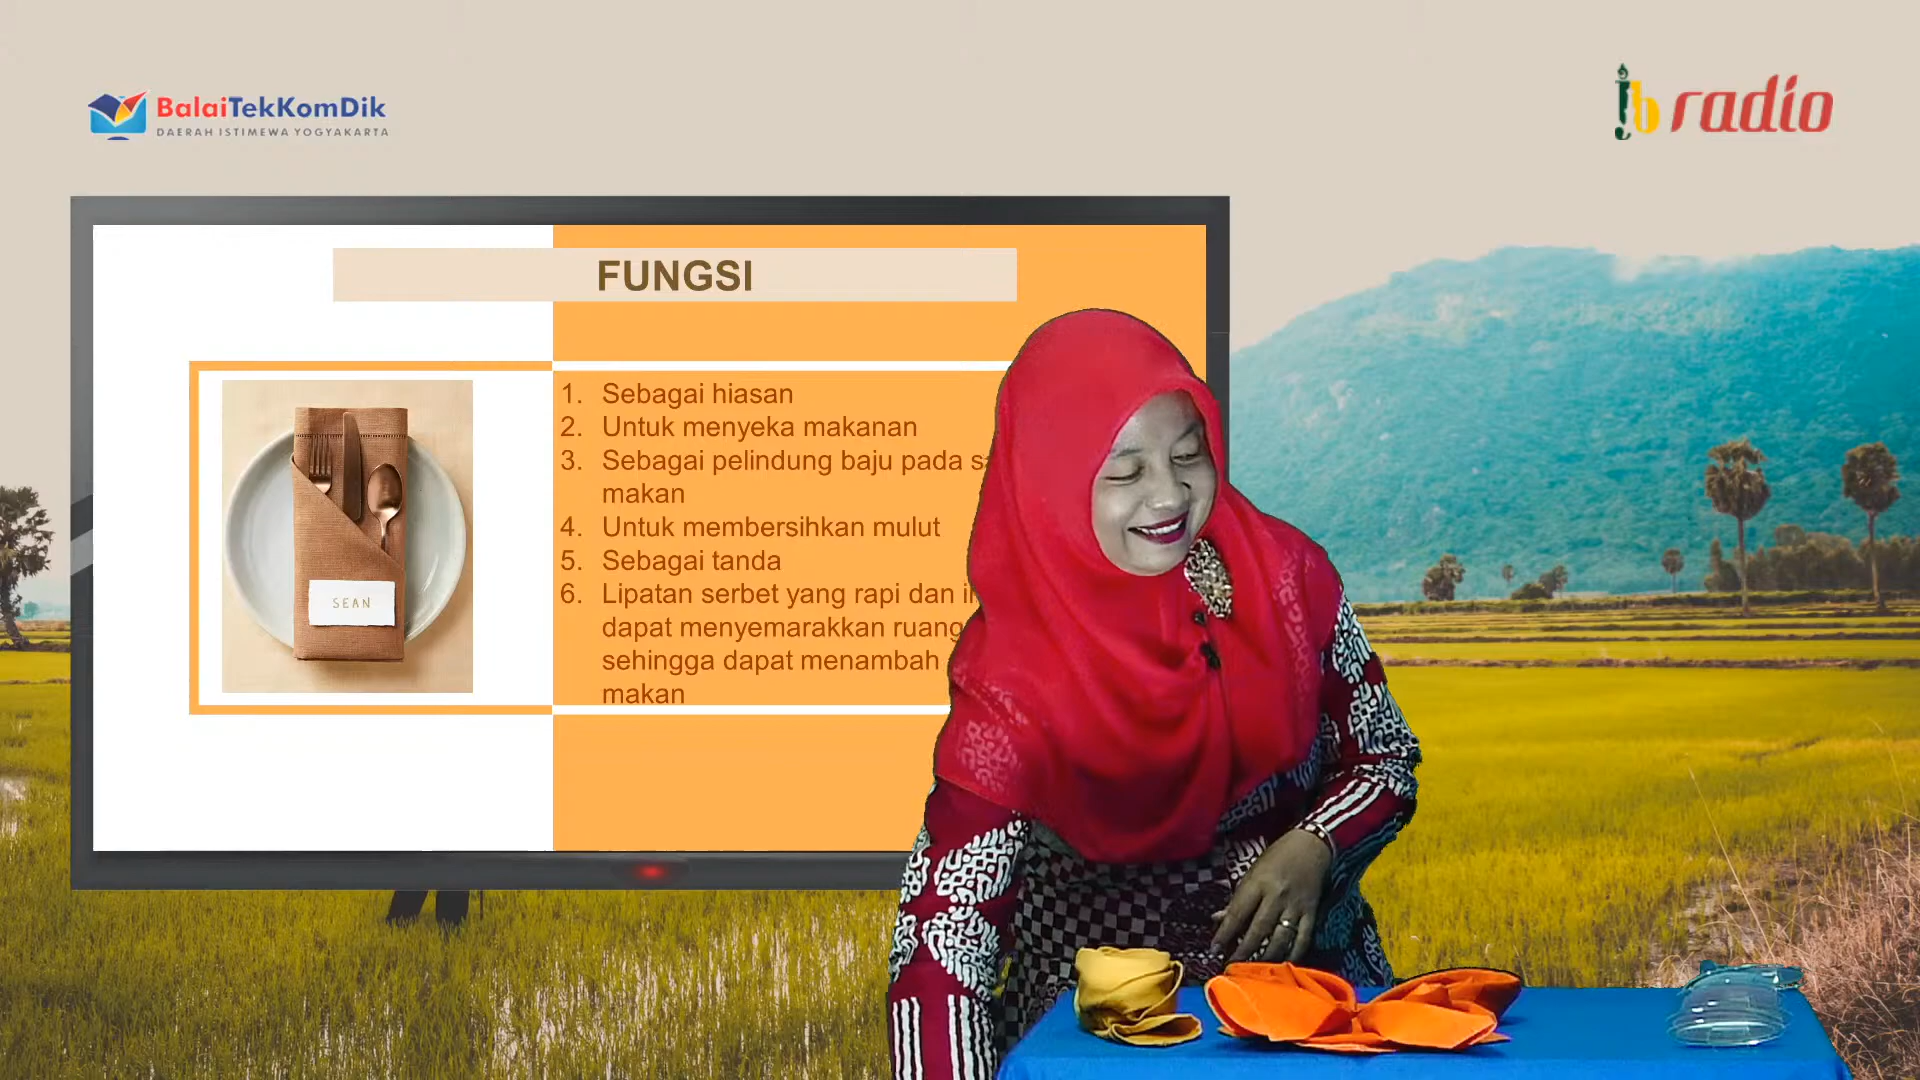 BalaiTekKomDik
DAERAH ISTIMEWA YOGYAKARTA
jb radio
FUNGSI
1. Sebagai hiasan
2. Untuk menyeka makanan
3. Sebagai pelindung baju pada
makan
4. Untuk membersihkan mulut
5. Sebagai tanda
6. Lipatan serbet yang rapi dan
dapat menyemarakkan
sehingga dapat menambah
makan
SEAN